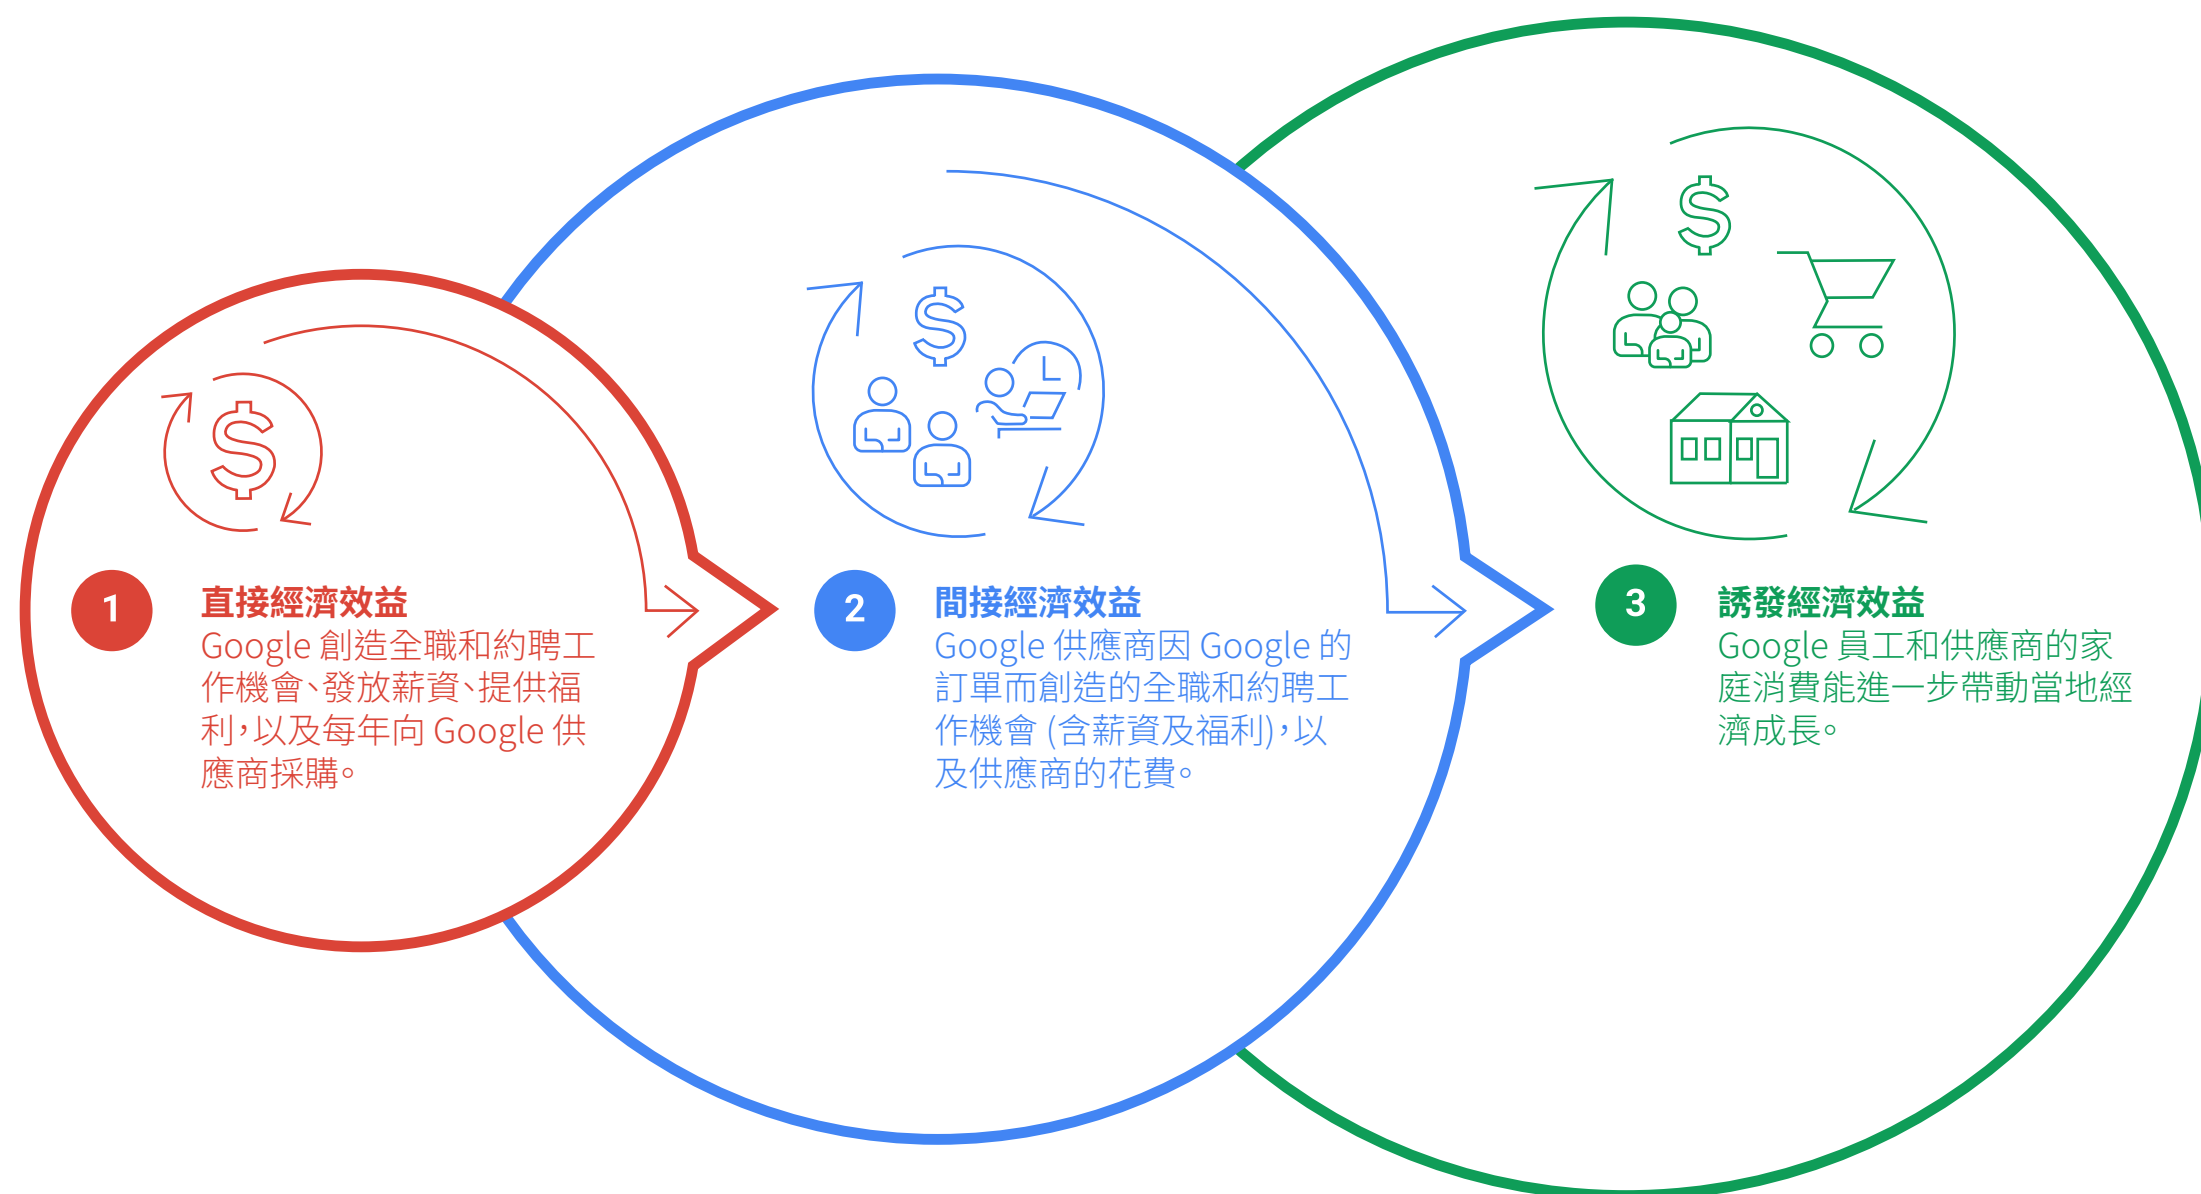 1
直接經濟效益
Google 創造全職和約聘工
作機會、發放薪資、提供福
利，以及每年向 Google 供
應商採購。
2
間接經濟效益
Google 供應商因 Google 的
訂單而創造的全職和約聘工
作機會 (含薪資及福利)，以
及供應商的花費。
3
誘發經濟效益
Google 員工和供應商的家
庭消費能進一步帶動當地經
濟成長。